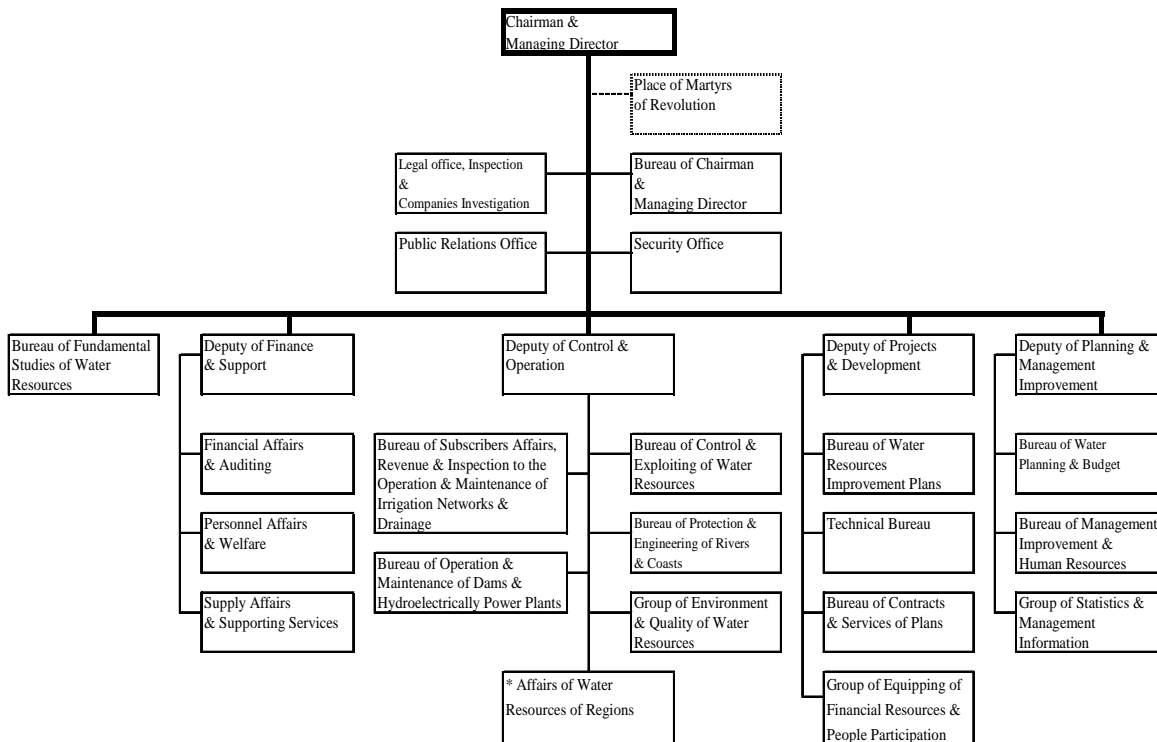 Chairman &
Managing Director
Place of Martyrs
of Revolution
Legal office, Inspection
&
Companies Investigation
Bureau of Chairman
&
Managing Director
Public Relations Office
Security Office
Bureau of Fundamental
Studies of Water
Resources
Deputy of Finance
& Support
Deputy of Control &
Operation
Deputy of Projects
& Development
Deputy of Planning &
Management
Improvement
Financial Affairs
& Auditing
Bureau of Subscribers Affairs,
Revenue & Inspection to the
Operation & Maintenance of
Irrigation Networks &
Drainage
Bureau of Control &
Exploiting of Water
Resources
Bureau of Water
Resources
Improvement Plans
Bureau of Water
Planning & Budget
Personnel Affairs
& Welfare
Bureau of Operation &
Maintenance of Dams &
Hydroelectrically Power Plants
Bureau of Protection &
Engineering of Rivers
& Coasts
Technical Bureau
Bureau of Management
Improvement &
Human Resources
Supply Affairs
& Supporting Services
Group of Environment
& Quality of Water
Resources
Bureau of Contracts
& Services of Plans
Group of Statistics &
Management
Information
* Affairs of Water
Resources of Regions
Group of Equipping of
Financial Resources &
People Participation